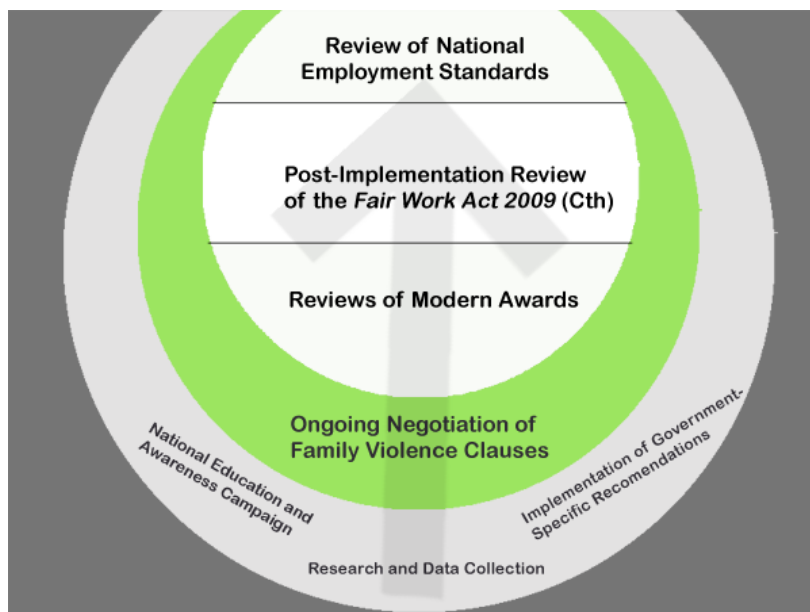 Review of National
Employment Standards
Post-Implementation Review
of the Fair Work Act 2009 (Cth)
Reviews of Modern Awards
Ongoing Negotiation of
Family Violence Clauses
National Education and
Awareness Campaign
Implementation of Government-
Specific Recomendations
Research and Data Collection